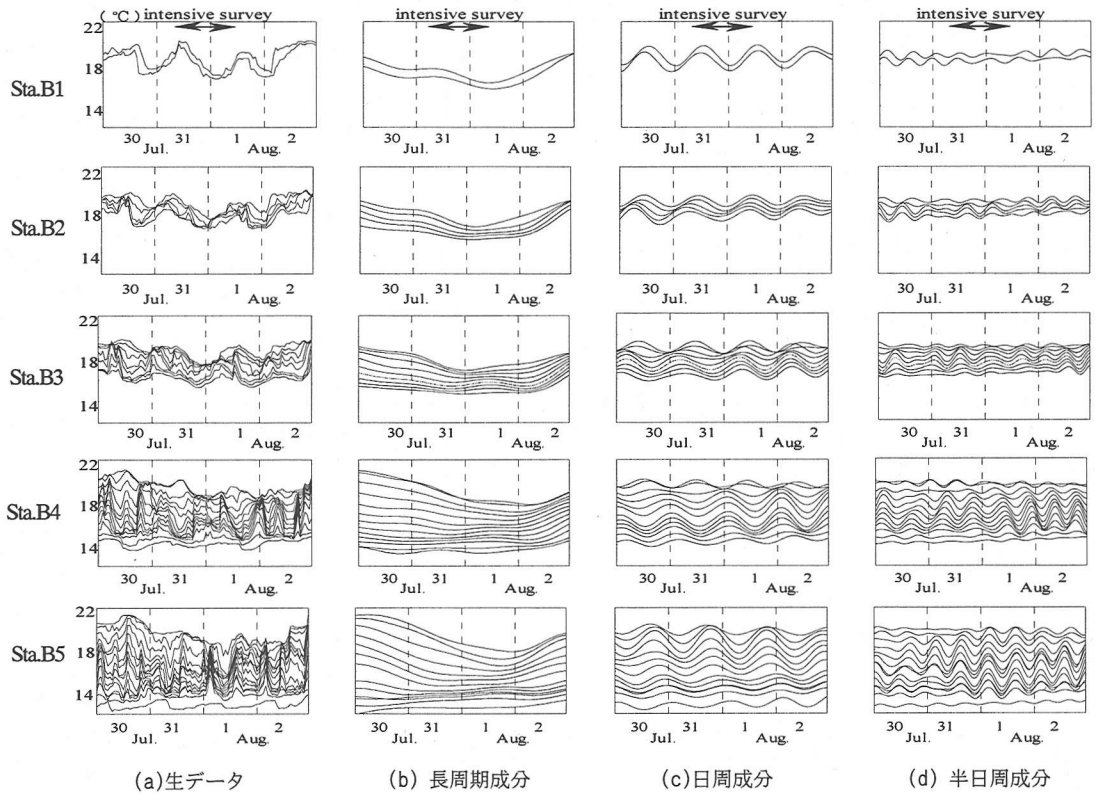 (℃) intensive survey intensive survey intensive survey intensive survey
22
18
14
Sta.B1
30 31 1 2 30 31 1 2 30 31 1 2 30 31 1 2
Jul. Aug. Jul. Aug. Jul. Aug. Jul. Aug.
22
18
14
Sta.B2
30 31 1 2 30 31 1 2 30 31 1 2 30 31 1 2
Jul. Aug. Jul. Aug. Jul. Aug. Jul. Aug.
22
18
14
Sta.B3
30 31 1 2 30 31 1 2 30 31 1 2 30 31 1 2
Jul. Aug. Jul. Aug. Jul. Aug. Jul. Aug.
22
18
14
Sta.B4
30 31 1 2 30 31 1 2 30 31 1 2 30 31 1 2
Jul. Aug. Jul. Aug. Jul. Aug. Jul. Aug.
22
18
14
Sta.B5
30 31 1 2 30 31 1 2 30 31 1 2 30 31 1 2
Jul. Aug. Jul. Aug. Jul. Aug. Jul. Aug.
(a)生データ (b) 長周期成分 (c)日周成分 (d) 半日周成分